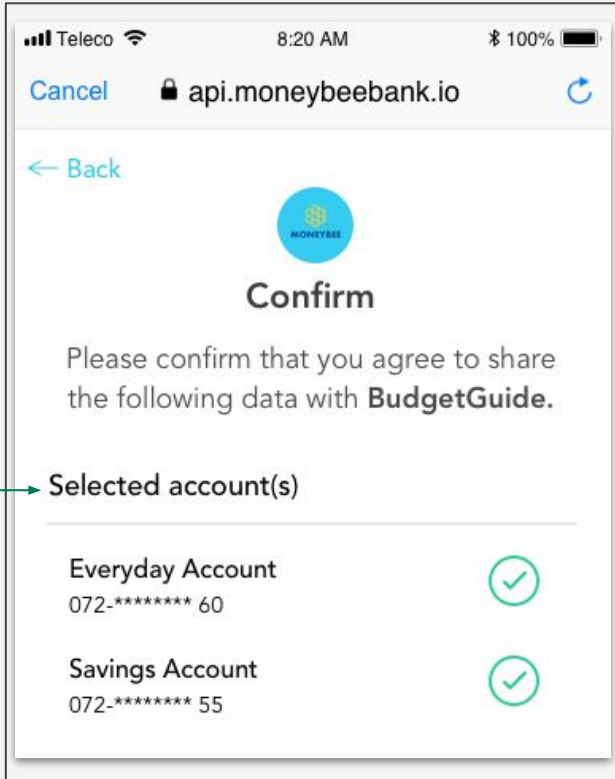 Teleco 8:20 AM 100%
Cancel api.moneybeebank.io
← Back
MONEYBEE
Confirm
Please confirm that you agree to share
the following data with BudgetGuide.
Selected account(s)
Everyday Account
072-******** 60
Savings Account
072-******** 55